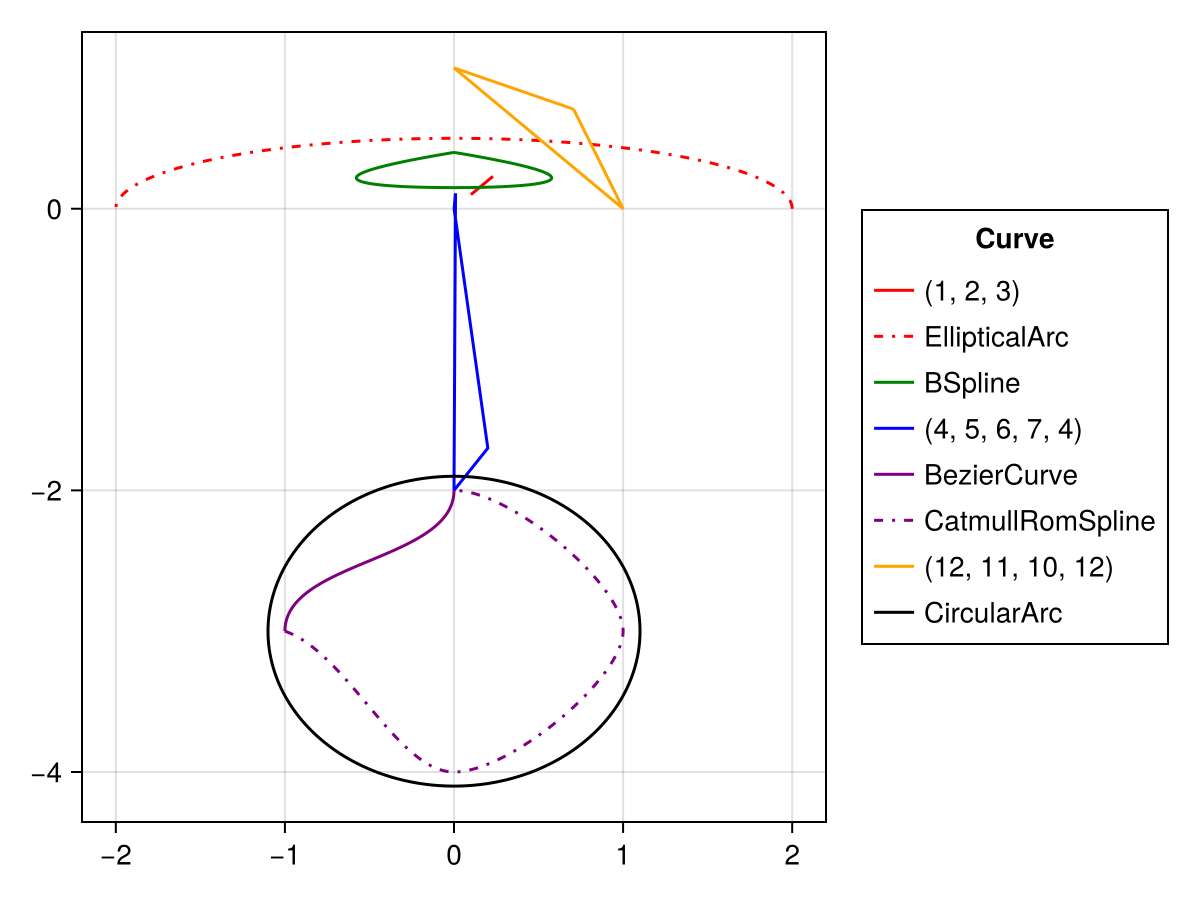 0
−2
−4
−2
−1
0
1
2
Curve
(1, 2, 3)
EllipticalArc
BSpline
(4, 5, 6, 7, 4)
BezierCurve
CatmullRomSpline
(12, 11, 10, 12)
CircularArc